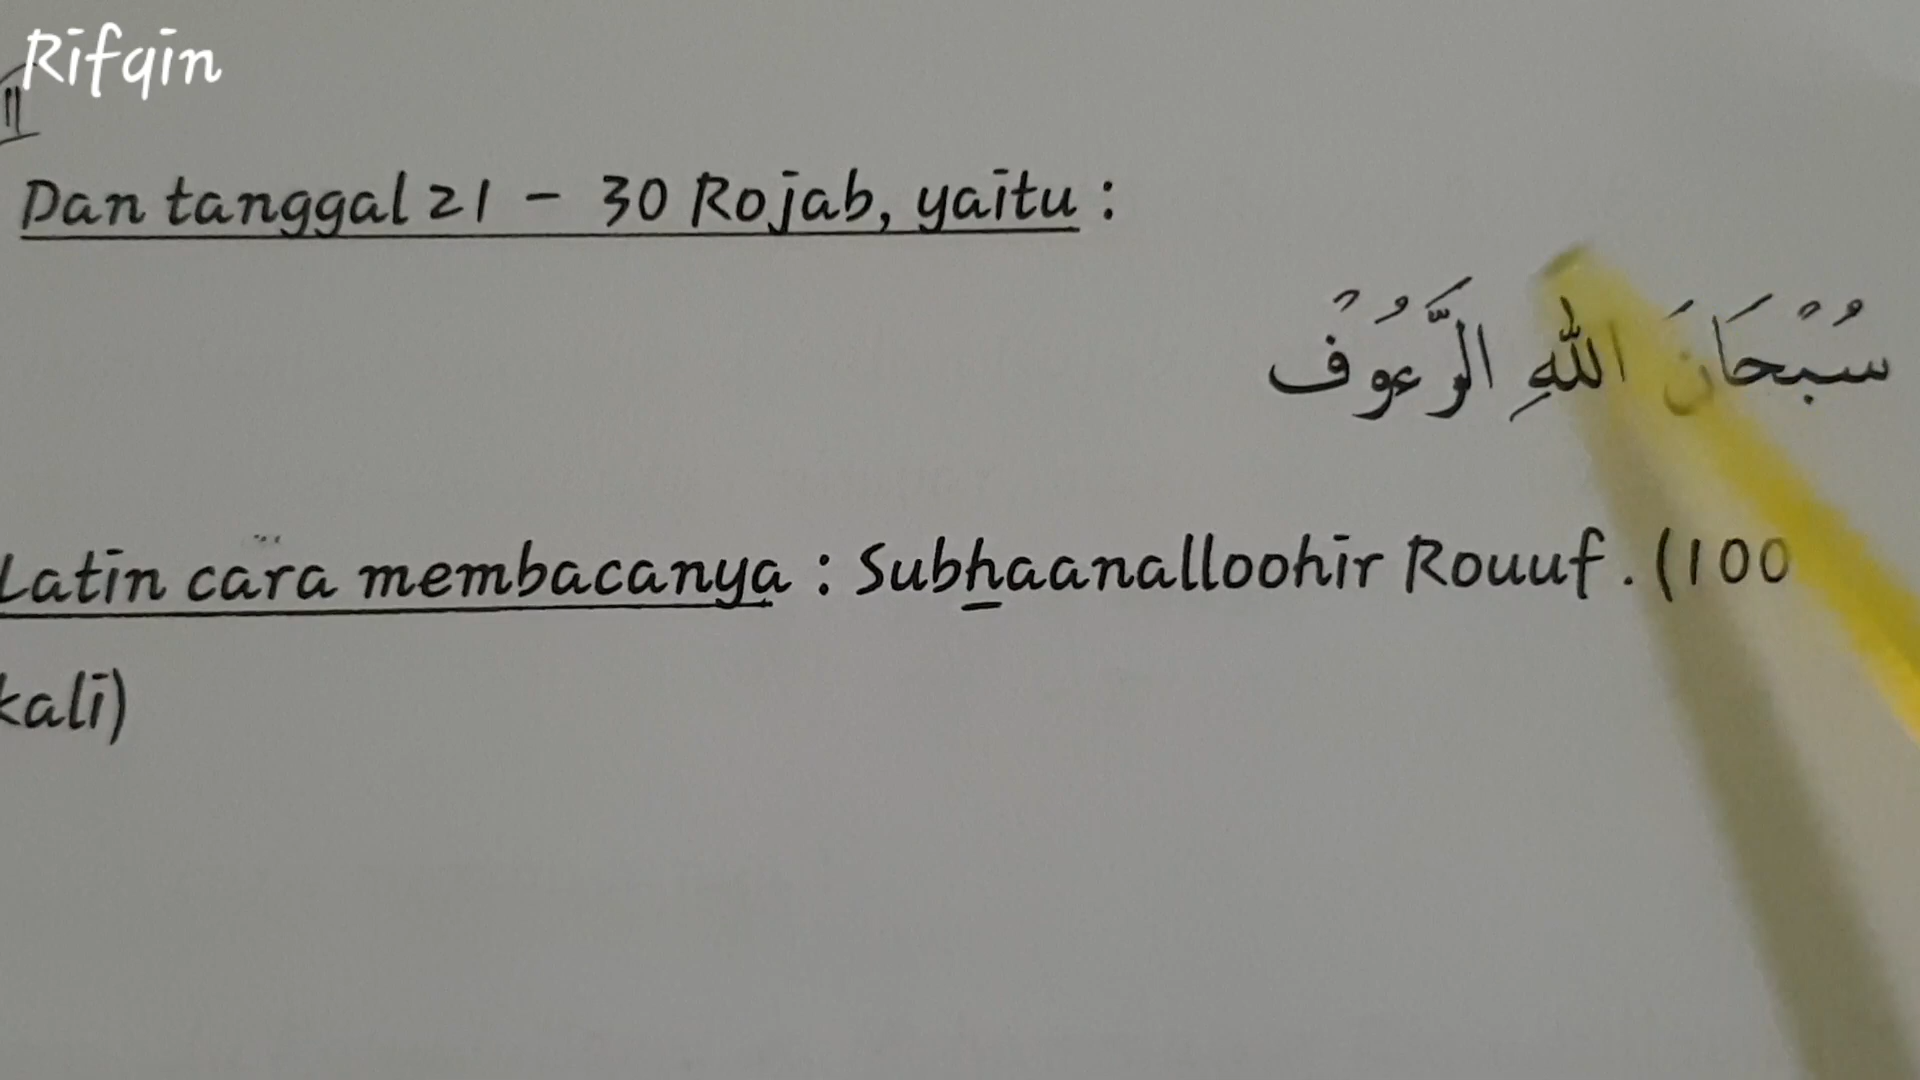 Rifqin
Dan tanggal 21 - 30 Rojab, yaitu :
سُبْحَانَ اللّٰهِ الرَّءُوْفْ
Latin cara membacanya : Subhaanalloohir Rouuf. (100
kali)